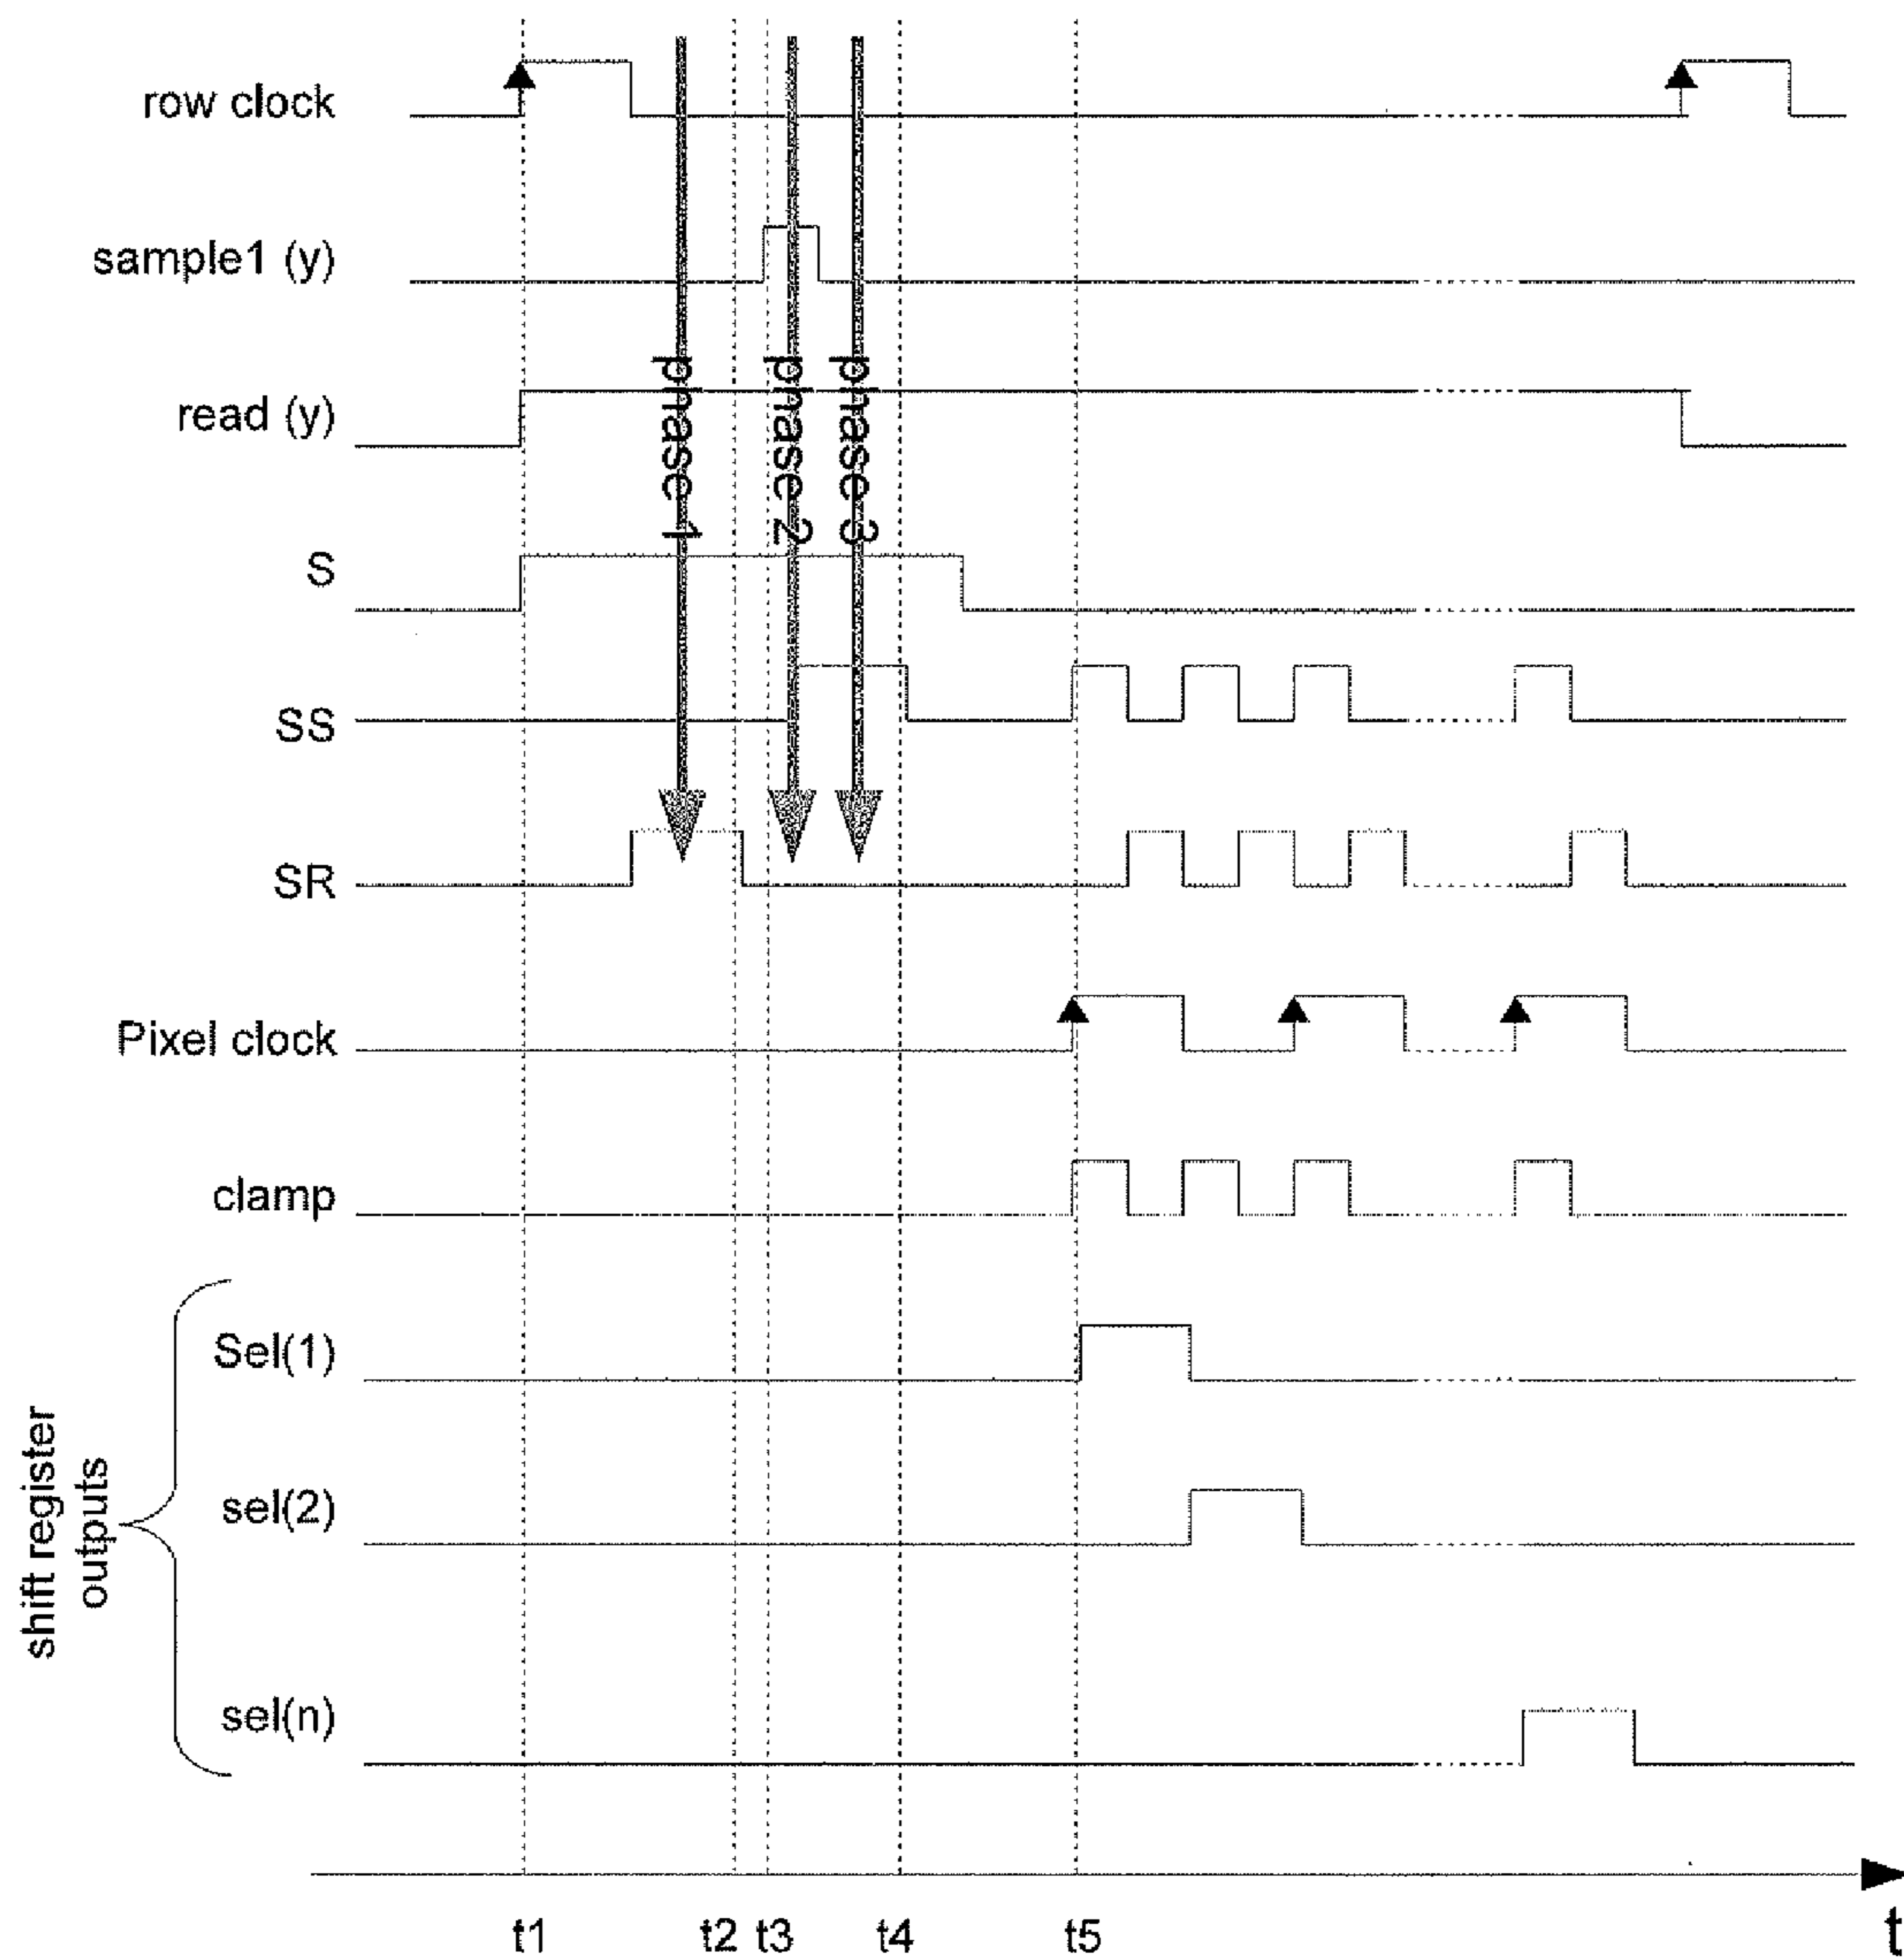 row clock
sample1 (y)
read (y)
phase 1
phase 2
phase 3
S
SS
SR
Pixel clock
clamp
Sel(1)
sel(2)
sel(n)
shift register
outputs
t1 t2 t3 t4 t5
t